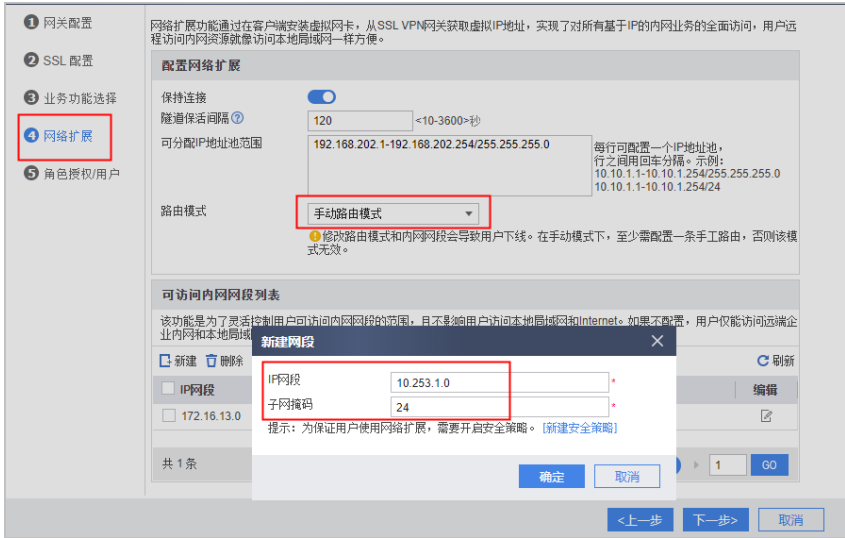 1 网关配置
2 SSL 配置
3 业务功能选择
4 网络扩展
5 角色授权/用户
网络扩展功能通过在客户端安装虚拟网卡，从SSL VPN网关获取虚拟IP地址，实现了对所有基于IP的内网业务的全面访问，用户远
程访问内网资源就像访问本地局域网一样方便。
配置网络扩展
保持连接
隧道保活间隔 ?
120 <10-3600>秒
可分配IP地址池范围
192.168.202.1-192.168.202.254/255.255.255.0
每行可配置一个IP地址池，
行之间用回车分隔。示例:
10.10.1.1-10.10.1.254/255.255.255.0
10.10.1.1-10.10.1.254/24
路由模式
手动路由模式
修改路由模式和内网网段会导致用户下线。在手动模式下，至少需配置一条手工路由，否则该模
式无效。
可访问内网网段列表
该功能是为了灵活控制用户可访问内网网段的范围，且不影响用户访问本地局域网和Internet。如果不配置，用户仅能访问远端企
业内网和本地局域
新建 删除 刷新
IP网段 编辑
172.16.13.0
共 1 条 1 GO
新建网段
IP网段 10.253.1.0 *
子网掩码 24 *
提示：为保证用户使用网络扩展，需要开启安全策略。 [新建安全策略]
确定 取消
<上一步 下一步> 取消